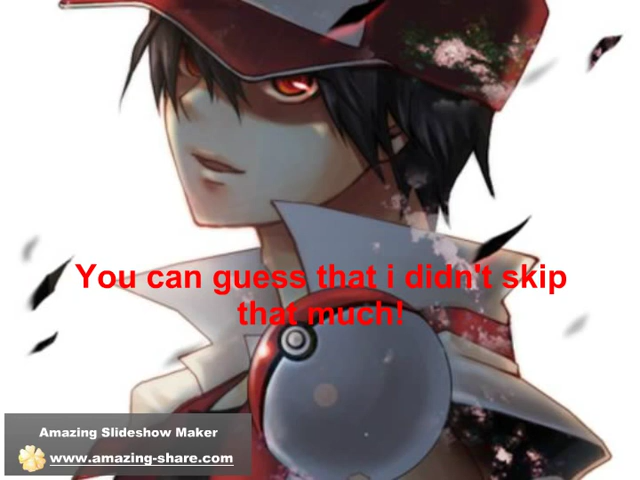 You can guess that i didn't skip
that much!
Amazing Slideshow Maker
www.amazing-share.com